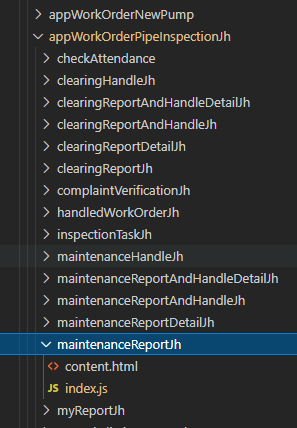 appWorkOrderNewPump
appWorkOrderPipeInspectionJh
checkAttendance
clearingHandleJh
clearingReportAndHandleDetailJh
clearingReportAndHandleJh
clearingReportDetailJh
clearingReportJh
complaintVerificationJh
handledWorkOrderJh
inspectionTaskJh
maintenanceHandleJh
maintenanceReportAndHandleDetailJh
maintenanceReportAndHandleJh
maintenanceReportDetailJh
maintenanceReportJh
<> content.html
JS index.js
myReportJh